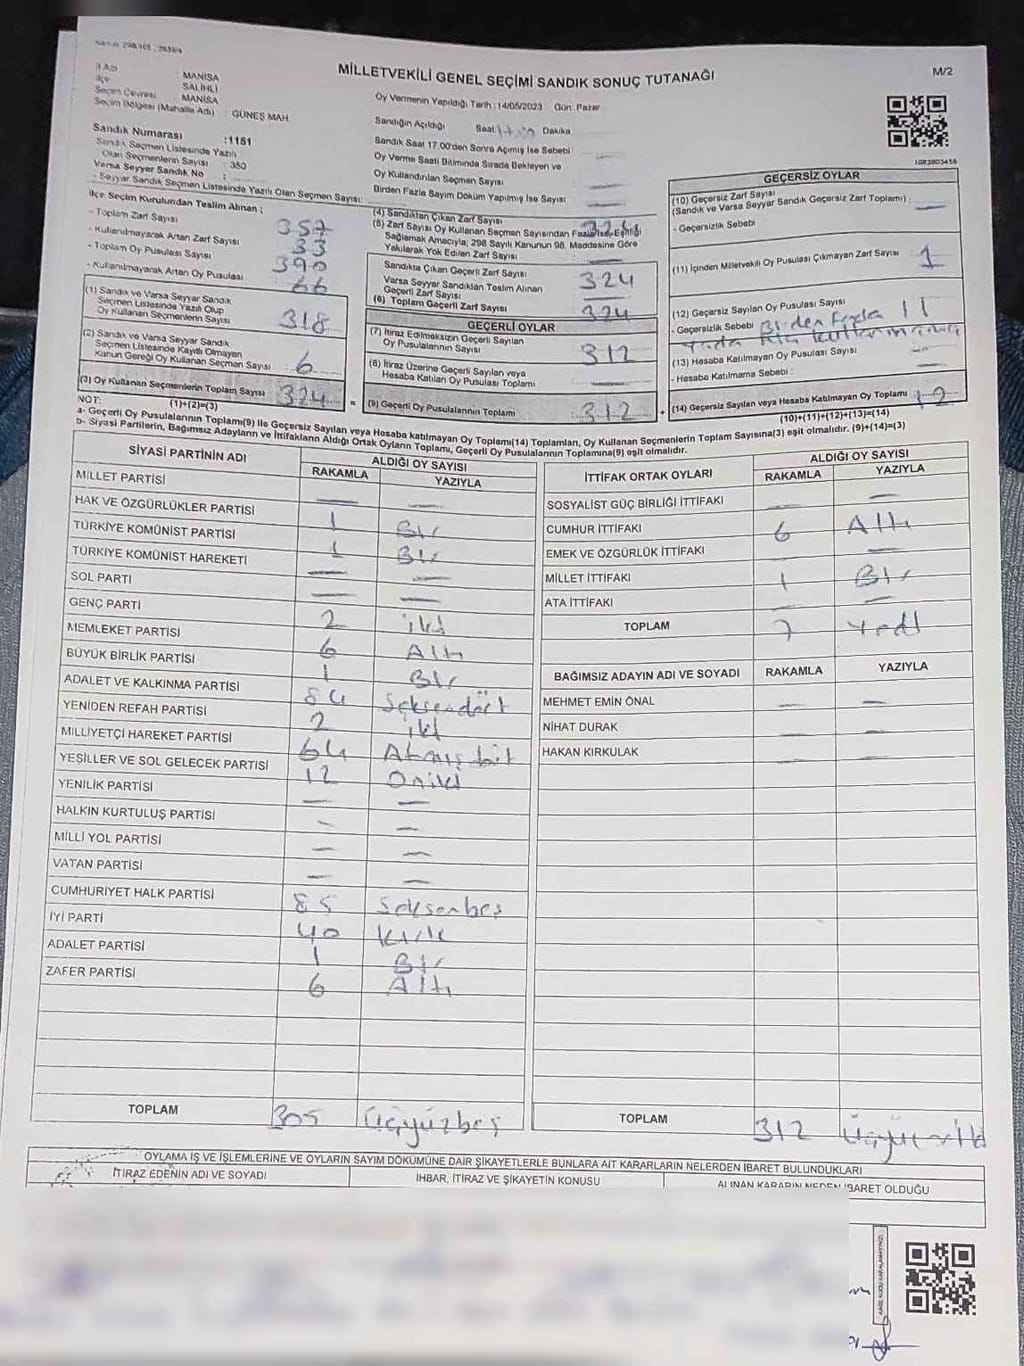 MİLLETVEKİLİ GENEL SEÇİMİ SANDIK SONUÇ TUTANAĞI
M/2
İl Adı : MANİSA
İlçe : SALİHLİ
Seçim Çevresi : MANİSA
Seçim Bölgesi (Mahalle Adı) : GÜNEŞ MAH.
Sandık Numarası :1181
Sandık Seçmen Listesinde Yazılı
Olan Seçmenlerin Sayısı : 350
Varsa Seyyar Sandık No :
- Seyyar Sandık Seçmen Listesinde Yazılı Olan Seçmen Sayısı:
Oy Vermenin Yapıldığı Tarih :14/05/2023 Gün: Pazar
Sandığın Açıldığı Saat Dakika
Sandık Saat 17.00'den Sonra Açılmış İse Sebebi
Oy Verme Saati Bitiminde Sırada Bekleyen ve
Oy Kullandırılan Seçmen Sayısı
Birden Fazla Sayım Döküm Yapılmış İse Sayısı
İlçe Seçim Kurulundan Teslim Alınan ;
- Toplam Zarf Sayısı 357
- Kullanılmayarak Artan Zarf Sayısı 33
- Toplam Oy Pusulası Sayısı 390
- Kullanılmayarak Artan Oy Pusulası 66
(1) Sandık ve Varsa Seyyar Sandık
Seçmen Listesinde Yazılı Olup
Oy Kullanan Seçmenlerin Sayısı 318
(2) Sandık ve Varsa Seyyar Sandık
Seçmen Listesinde Kayıtlı Olmayan
Kanun Gereği Oy Kullanan Seçmen Sayısı : 6
(3) Oy Kullanan Seçmenlerin Toplam Sayısı 324
(1)+(2)=(3)
(4) Sandıktan Çıkan Zarf Sayısı 324
(5) Zarf Sayısı Oy Kullanan Seçmen Sayısından Fazla İse, Eşitliği
Sağlamak Amacıyla; 298 Sayılı Kanunun 98. Maddesine Göre
Yakılarak Yok Edilen Zarf Sayısı
Sandıkta Çıkan Geçerli Zarf Sayısı 324
Varsa Seyyar Sandıktan Teslim Alınan
Geçerli Zarf Sayısı
(6) Toplam Geçerli Zarf Sayısı 324
GEÇERLİ OYLAR
(7) İtiraz Edilmeksizin Geçerli Sayılan
Oy Pusulalarının Sayısı 312
(8) İtiraz Üzerine Geçerli Sayılan veya
Hesaba Katılan Oy Pusulası Toplamı
(9) Geçerli Oy Pusulalarının Toplamı 312
GEÇERSİZ OYLAR
(10) Geçersiz Zarf Sayısı
(Sandık ve Varsa Seyyar Sandık Geçersiz Zarf Toplamı) :
- Geçersizlik Sebebi
(11) İçinden Milletvekili Oy Pusulası Çıkmayan Zarf Sayısı 1
(12) Geçersiz Sayılan Oy Pusulası Sayısı 11
- Geçersizlik Sebebi Birden Fazla
(13) Hesaba Katılmayan Oy Pusulası Sayısı
- Hesaba Katılmama Sebebi :
(14) Geçersiz Sayılan veya Hesaba Katılmayan Oy Toplamı 12
(10)+(11)+(12)+(13)=(14)
NOT:
a- Geçerli Oy Pusulalarının Toplamı(9) ile Geçersiz Sayılan veya Hesaba katılmayan Oy Toplamı(14) Toplamları, Oy Kullanan Seçmenlerin Toplam Sayısına(3) eşit olmalıdır. (9)+(14)=(3)
b- Siyasi Partilerin, Bağımsız Adayların ve İttifakların Aldığı Ortak Oyların Toplamı, Geçerli Oy Pusulalarının Toplamına(9) eşit olmalıdır.
SİYASİ PARTİNİN ADI ALDIĞI OY SAYISI
RAKAMLA YAZIYLA
MİLLET PARTİSİ — —
HAK VE ÖZGÜRLÜKLER PARTİSİ 1 Bir
TÜRKİYE KOMÜNİST PARTİSİ 1 Bir
TÜRKİYE KOMÜNİST HAREKETİ — —
SOL PARTİ — —
GENÇ PARTİ 2 iki
MEMLEKET PARTİSİ 6 Altı
BÜYÜK BİRLİK PARTİSİ 1 Bir
ADALET VE KALKINMA PARTİSİ 84 Seksendört
YENİDEN REFAH PARTİSİ 2 iki
MİLLİYETÇİ HAREKET PARTİSİ 64 Atmışdört
YEŞİLLER VE SOL GELECEK PARTİSİ 12 Oniki
YENİLİK PARTİSİ — —
HALKIN KURTULUŞ PARTİSİ — —
MİLLİ YOL PARTİSİ — —
VATAN PARTİSİ — —
CUMHURİYET HALK PARTİSİ 85 Seksenbeş
İYİ PARTİ 40 Kırk
ADALET PARTİSİ 1 Bir
ZAFER PARTİSİ 6 Altı
TOPLAM 305 üçyüzbeş
İTTİFAK ORTAK OYLARI ALDIĞI OY SAYISI
RAKAMLA YAZIYLA
SOSYALİST GÜÇ BİRLİĞİ İTTİFAKI —
CUMHUR İTTİFAKI 6 Altı
EMEK VE ÖZGÜRLÜK İTTİFAKI —
MİLLET İTTİFAKI 1 Bir
ATA İTTİFAKI — —
TOPLAM 7 Yedi
BAĞIMSIZ ADAYIN ADI VE SOYADI RAKAMLA YAZIYLA
MEHMET EMİN ÖNAL — —
NİHAT DURAK — —
HAKAN KIRKULAK — —
TOPLAM 312
OYLAMA İŞ VE İŞLEMLERİNE VE OYLARIN SAYIM DÖKÜMÜNE DAİR ŞİKAYETLERLE BUNLARA AİT KARARLARIN NELERDEN İBARET BULUNDUKLARI
İTİRAZ EDENİN ADI VE SOYADI
İHBAR, İTİRAZ VE ŞİKAYETİN KONUSU
ALINAN KARARIN NEDEN İBARET OLDUĞU